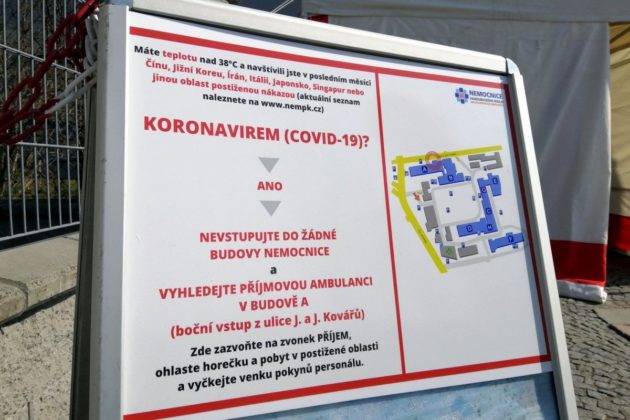 Máte teplotu nad 38°C a navštívili jste v posledním měsíci
Čínu, Jižní Koreu, Írán, Itálii, Japonsko, Singapur nebo
jinou oblast postiženou nákazou (aktuální seznam
naleznete na www.nempk.cz)
KORONAVIREM (COVID-19)?
ANO
NEVSTUPUJTE DO ŽÁDNÉ
BUDOVY NEMOCNICE
a
VYHLEDEJTE PŘÍJMOVOU AMBULANCI
V BUDOVĚ A
(boční vstup z ulice J. a J. Kovářů)
Zde zazvoňte na zvonek PŘÍJEM,
ohlaste horečku a pobyt v postižené oblasti
a vyčkejte venku pokynů personálu.
NEMOCNICE
A
D